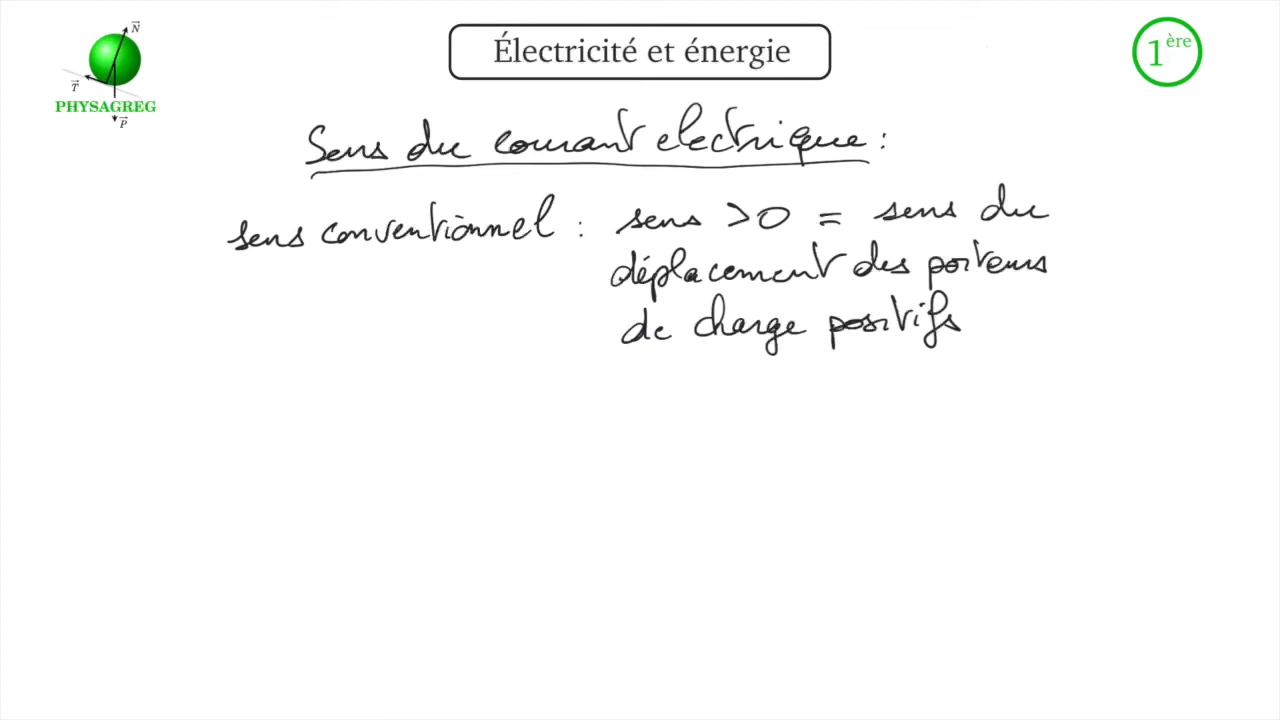 N
T
PHYSAGREG
P
Électricité et énergie
1ère
Sens du courant electrique :
sens conventionnel : sens >0 = sens du
déplacement des porteurs
de charge positifs